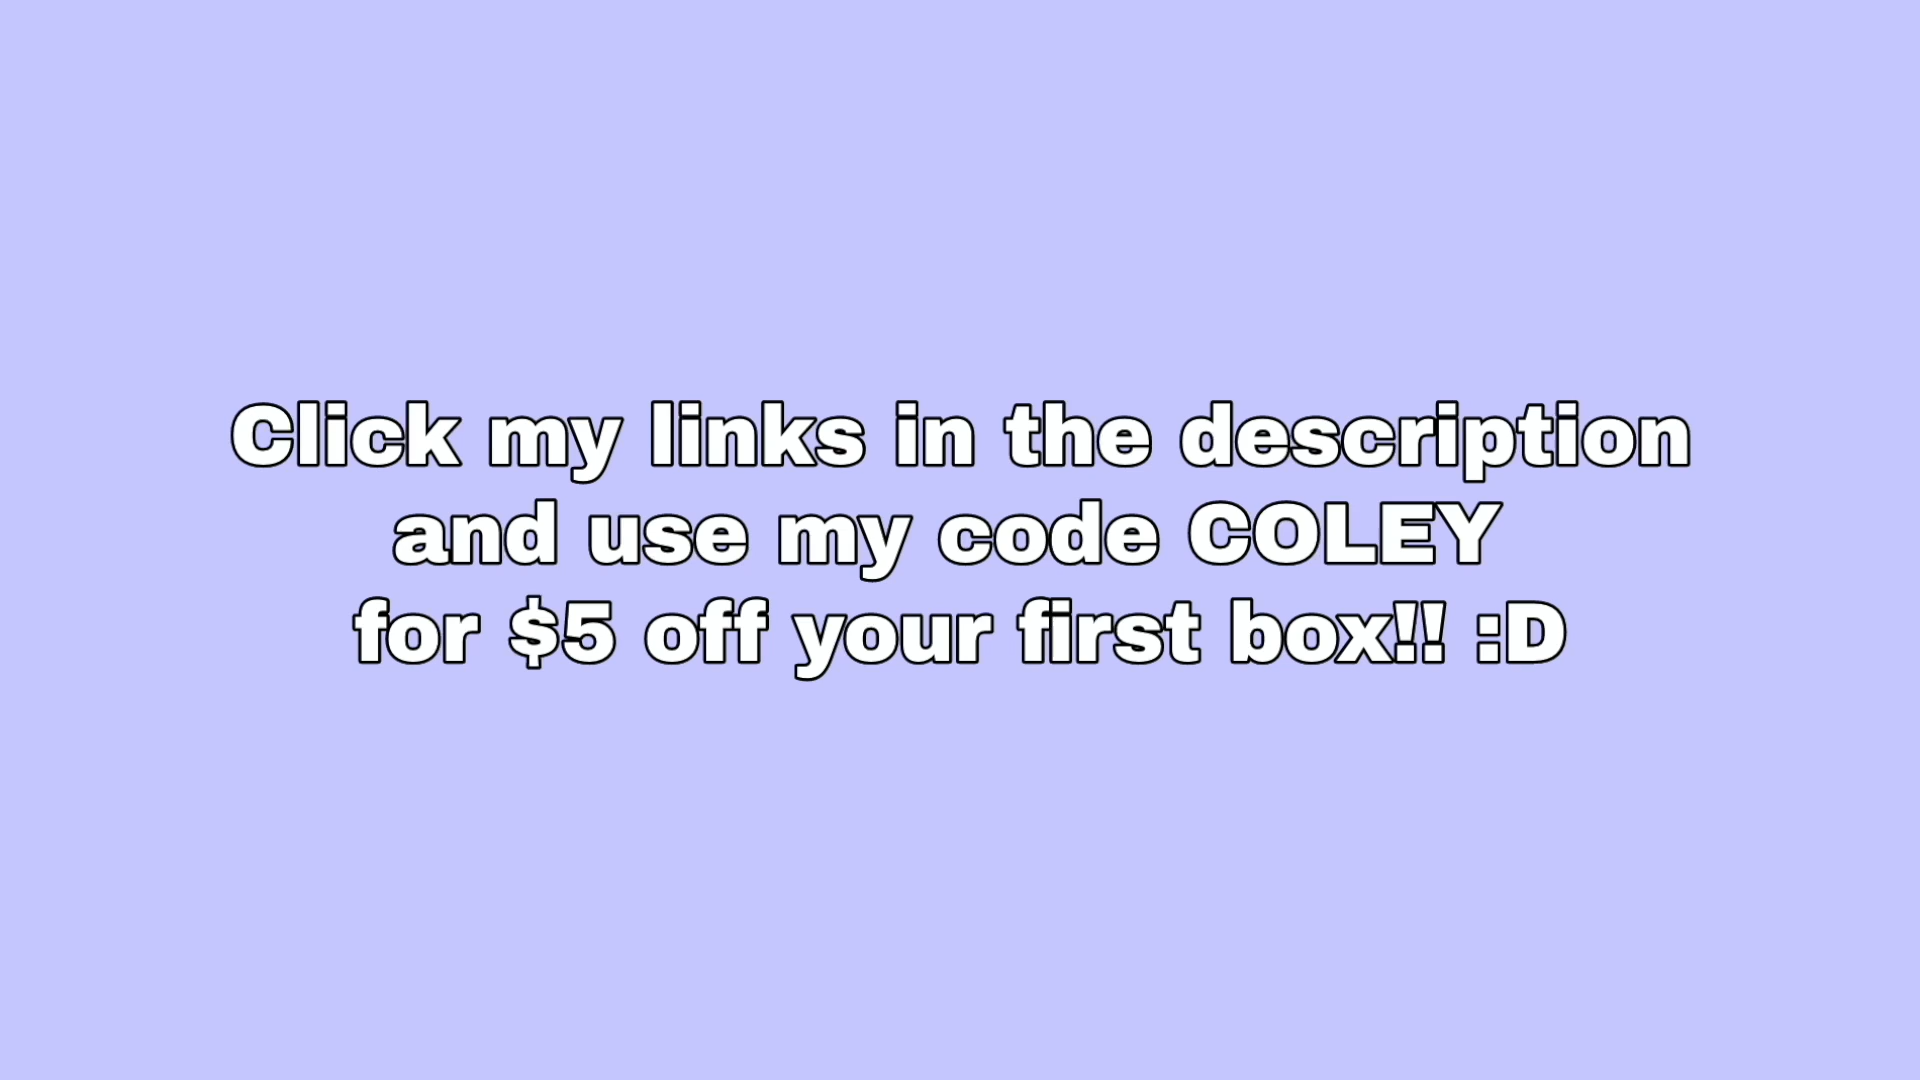 Click my links in the description
and use my code COLEY
for $5 off your first box!! :D